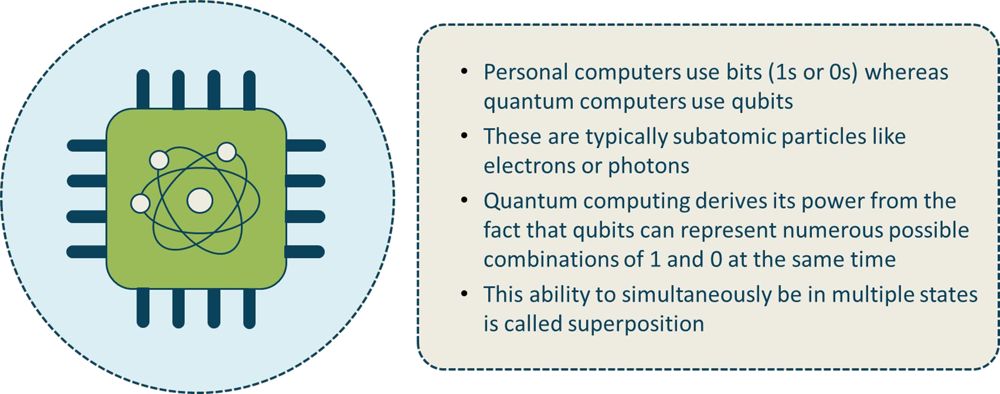 • Personal computers use bits (1s or 0s) whereas
quantum computers use qubits
• These are typically subatomic particles like
electrons or photons
• Quantum computing derives its power from the
fact that qubits can represent numerous possible
combinations of 1 and 0 at the same time
• This ability to simultaneously be in multiple states
is called superposition